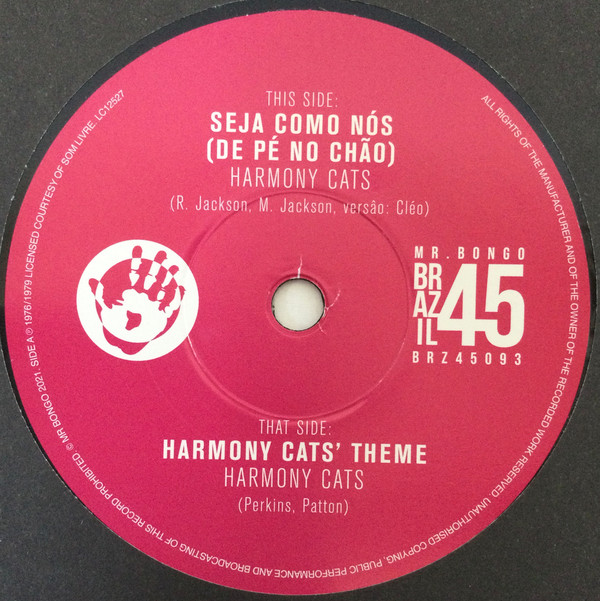 THIS SIDE:
SEJA COMO NÓS
(DE PÉ NO CHÃO)
HARMONY CATS
(R. Jackson, M. Jackson, versão: Cléo)
MR.BONGO
BRAZIL 45
BRZ45093
THAT SIDE:
HARMONY CATS' THEME
HARMONY CATS
(Perkins, Patton)
ALL RIGHTS OF THE MANUFACTURER AND OF THE OWNER OF THE RECORDED WORK RESERVED. UNAUTHORISED COPYING, PUBLIC PERFORMANCE AND BROADCASTING OF THIS RECORD PROHIBITED. © MR BONGO 2021, SIDE A ℗ 1976/1979 LICENSED COURTESY OF SOM LIVRE. LC12527